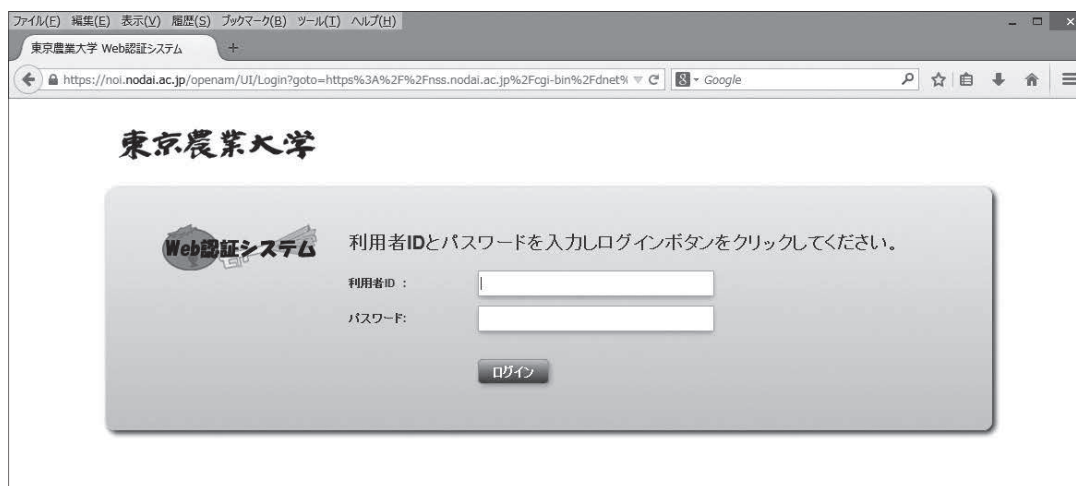 ファイル(F) 編集(E) 表示(V) 履歴(S) ブックマーク(B) ツール(T) ヘルプ(H)
東京農業大学 Web認証システム
https://noi.nodai.ac.jp/openam/UI/Login?goto=https%3A%2F%2Fnss.nodai.ac.jp%2Fcgi-bin%2Fdnet% Google
東京農業大学
Web認証システム
利用者IDとパスワードを入力しログインボタンをクリックしてください。
利用者ID :
パスワード:
ログイン